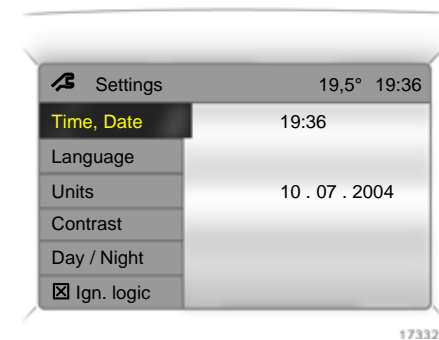 Settings 19,5° 19:36
Time, Date 19:36
Language
Units 10 . 07 . 2004
Contrast
Day / Night
☒ Ign. logic
17332